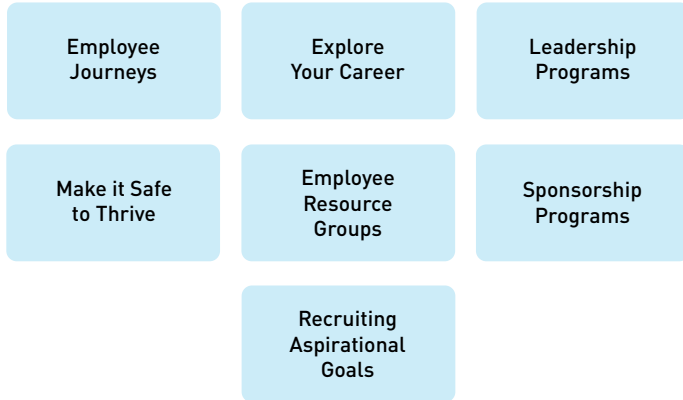 Employee
Journeys
Explore
Your Career
Leadership
Programs
Make it Safe
to Thrive
Employee
Resource
Groups
Sponsorship
Programs
Recruiting
Aspirational
Goals